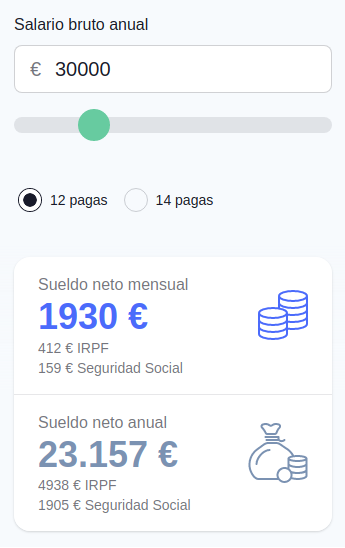 Salario bruto anual
€ 30000
12 pagas 14 pagas
Sueldo neto mensual
1930 €
412 € IRPF
159 € Seguridad Social
Sueldo neto anual
23.157 €
4938 € IRPF
1905 € Seguridad Social